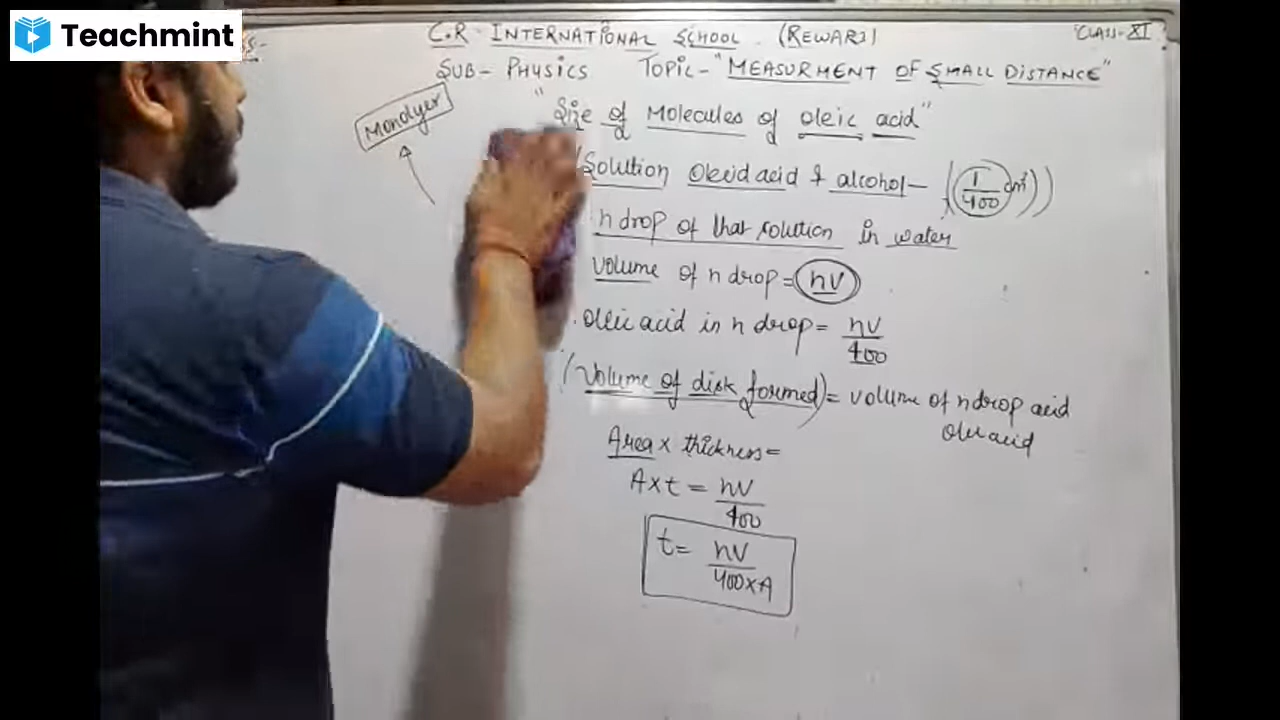 Teachmint
C.R. INTERNATIONAL SCHOOL. (REWARI)
CLASS-XI
SUB- PHYSICS TOPIC-"MEASURMENT OF SMALL DISTANCE"
Monolyer
"Size of Molecules of oleic acid"
(Solution Oleid acid & alcohol- ((1/400 cm³))
n drop of that solution in water
volume of n drop = nV
oleic acid in n drop = nV/400
(Volume of disk formed) = volume of n drop acid
oleic acid
Area x thickness =
A x t = nV/400
t = nV/400xA